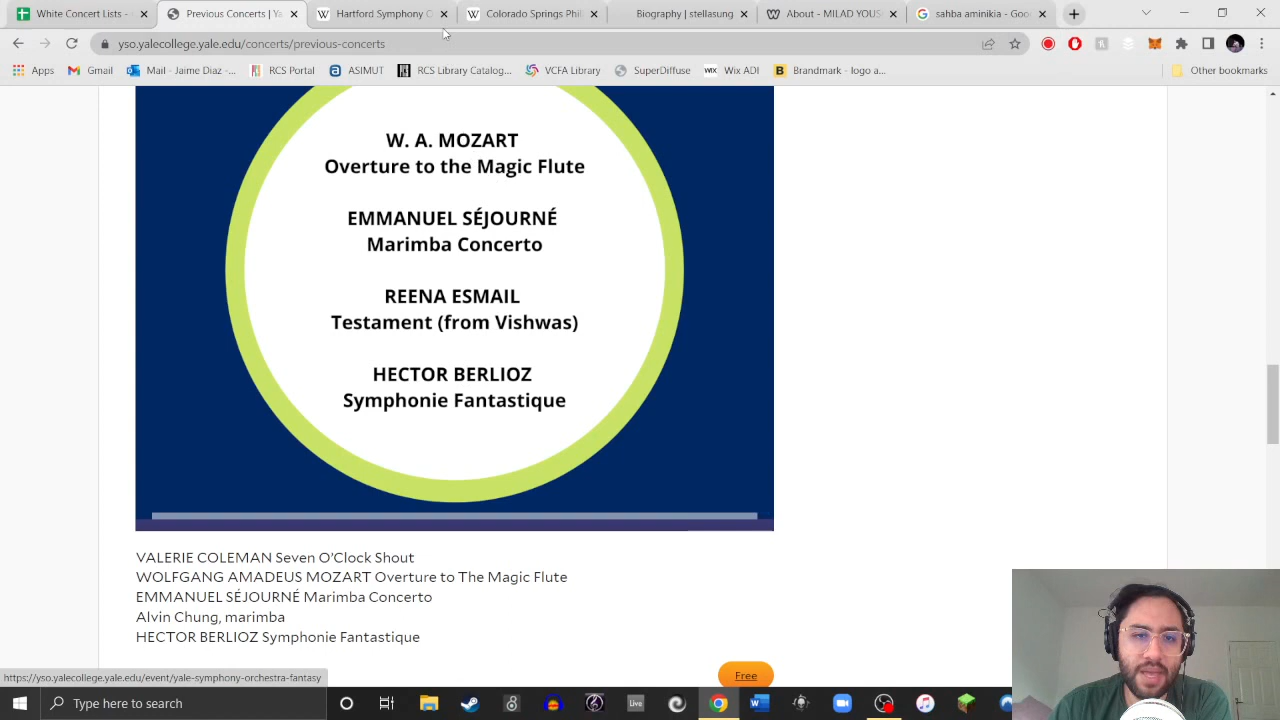 White Concert Lists -
Previous Concerts | Ya
Hartford Symphony O
Colorado Springs Phil
Biography | stellasung
About - MILAD YOUS
sahba aminikia - Goo
yso.yalecollege.yale.edu/concerts/previous-concerts
Apps
Gmail
Mail - Jaime Diaz -...
RCS Portal
ASIMUT
RCS Library Catalog...
VCFA Library
SuperDiffuse
WIX
Wix ADI
Brandmark - logo a...
Other bookmarks
W. A. MOZART
Overture to the Magic Flute
EMMANUEL SÉJOURNÉ
Marimba Concerto
REENA ESMAIL
Testament (from Vishwas)
HECTOR BERLIOZ
Symphonie Fantastique
VALERIE COLEMAN Seven O’Clock Shout
WOLFGANG AMADEUS MOZART Overture to The Magic Flute
EMMANUEL SÉJOURNÉ Marimba Concerto
Alvin Chung, marimba
HECTOR BERLIOZ Symphonie Fantastique
Free
https://yso.yalecollege.yale.edu/event/yale-symphony-orchestra-fantasy
Type here to search
Live